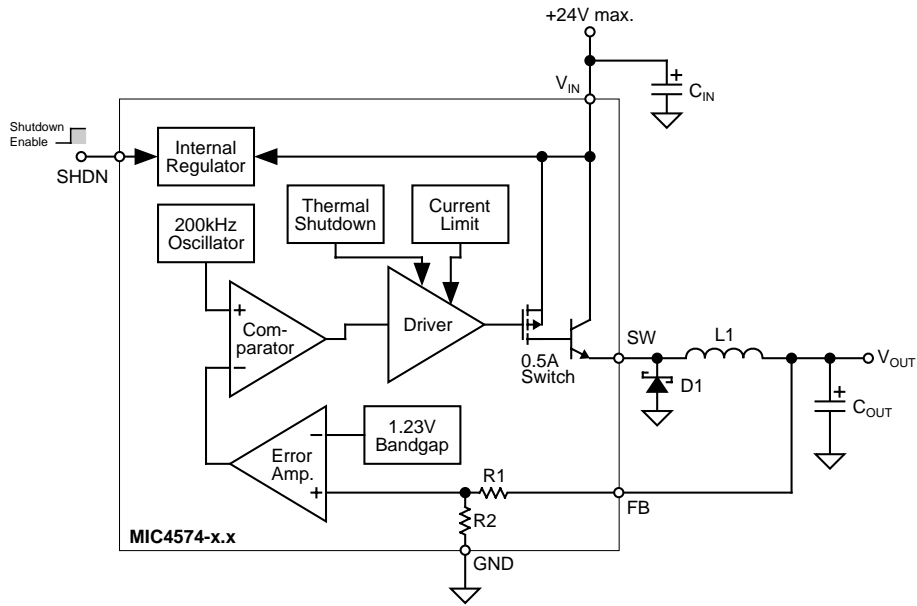 +24V max.
VIN
CIN
Shutdown
Enable
SHDN
Internal
Regulator
Thermal
Shutdown
Current
Limit
200kHz
Oscillator
+
Com-
parator
−
Driver
0.5A
Switch
SW
L1
VOUT
D1
+
COUT
+
Error
Amp.
−
+
1.23V
Bandgap
R1
R2
FB
MIC4574-x.x
GND